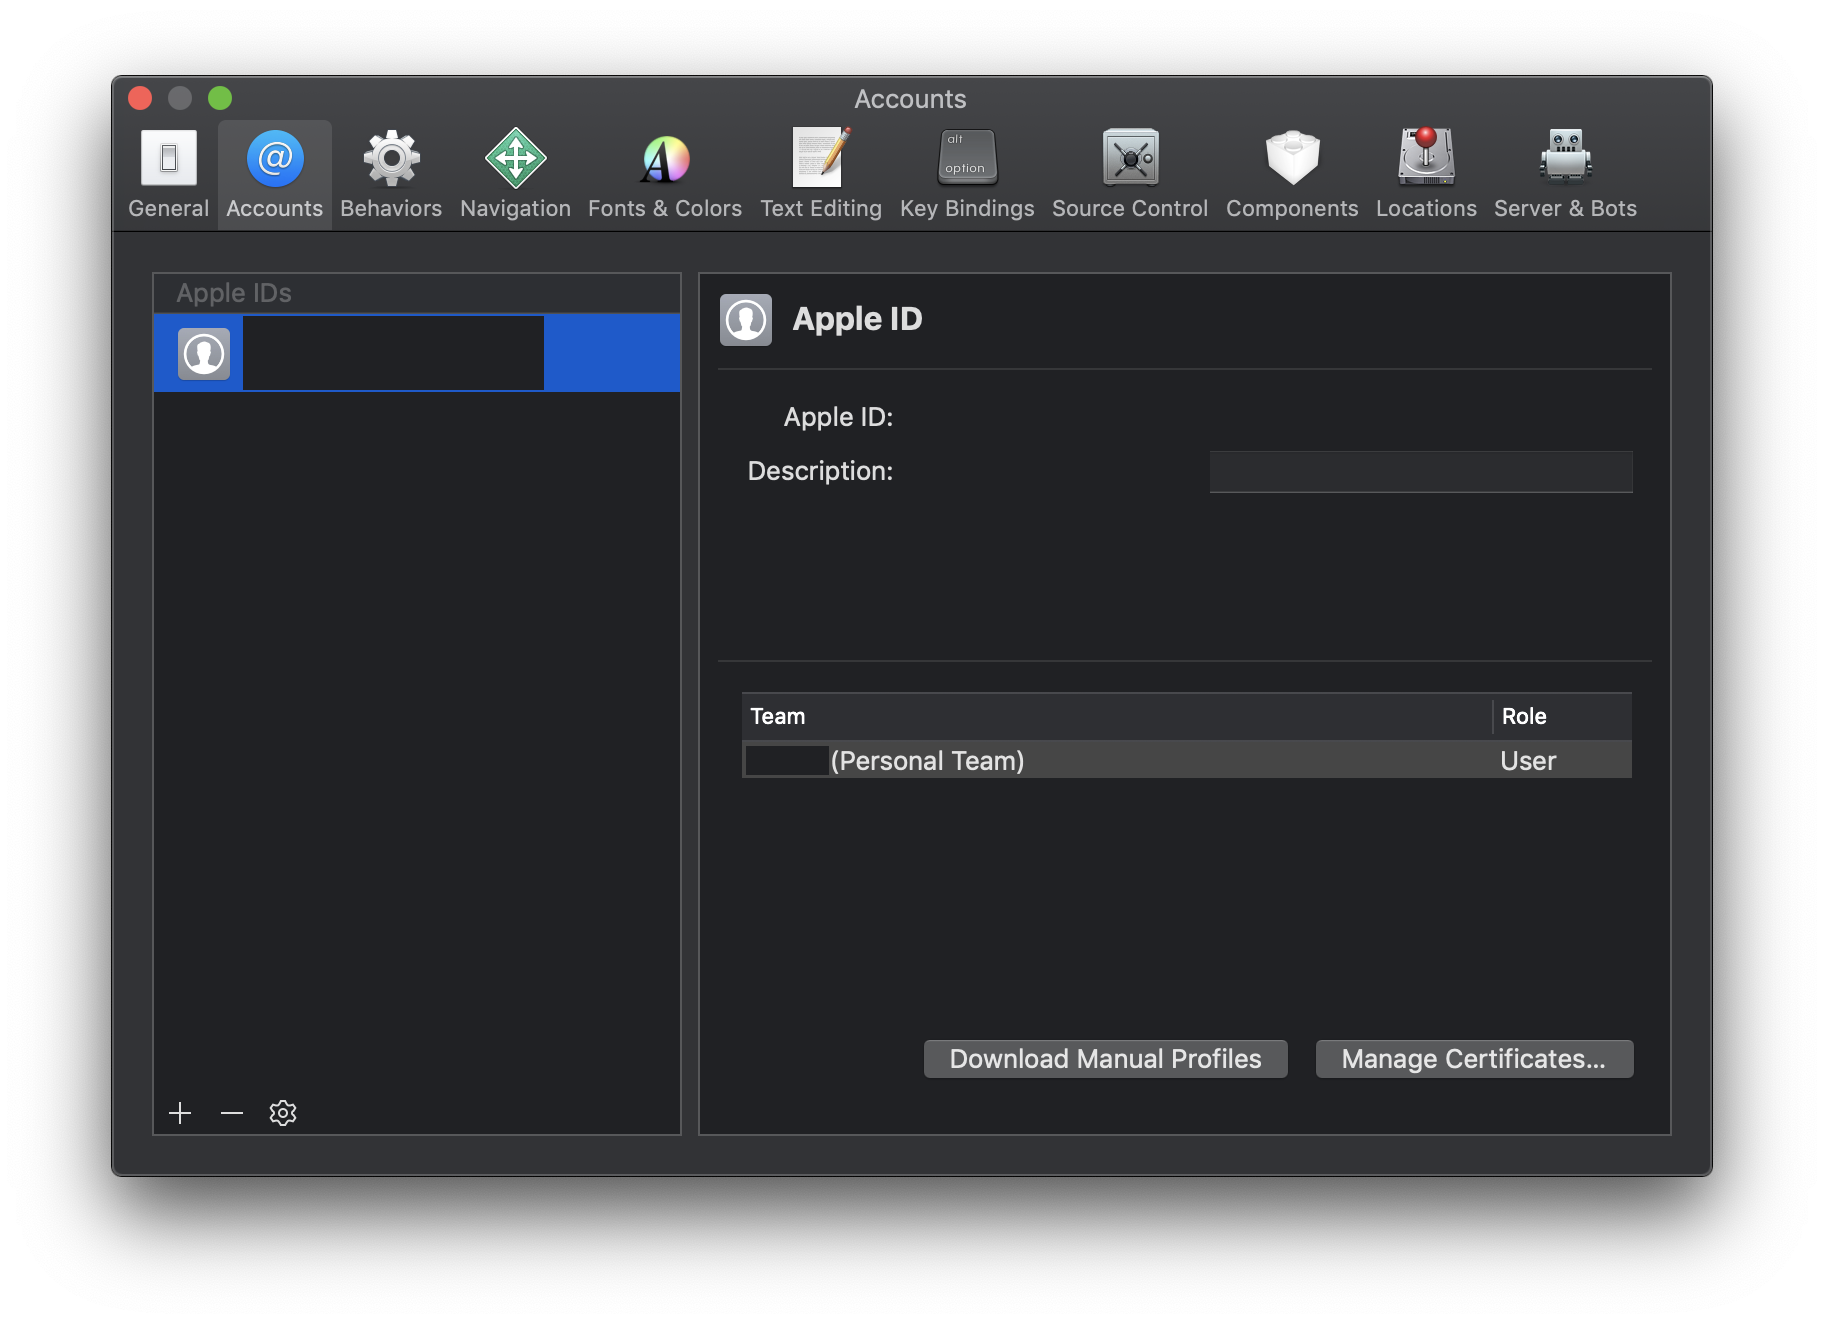 Accounts
General Accounts Behaviors Navigation Fonts & Colors Text Editing alt option Key Bindings Source Control Components Locations Server & Bots
Apple IDs
Apple ID
Apple ID:
Description:
Team Role
(Personal Team) User
Download Manual Profiles Manage Certificates...